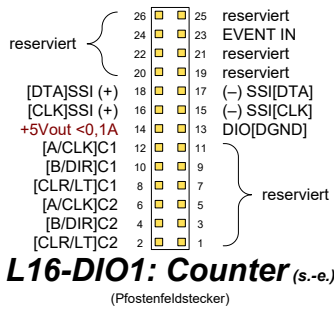 26 25 reserviert
reserviert
24 23 EVENT IN
22 21 reserviert
20 19 reserviert
[DTA]SSI (+) 18 17 (–) SSI[DTA]
[CLK]SSI (+) 16 15 (–) SSI[CLK]
+5Vout <0,1A 14 13 DIO[DGND]
[A/CLK]C1 12 11
[B/DIR]C1 10 9
[CLR/LT]C1 8 7
reserviert
[A/CLK]C2 6 5
[B/DIR]C2 4 3
[CLR/LT]C2 2 1
L16-DIO1: Counter (s.-e.)
(Pfostenfeldstecker)